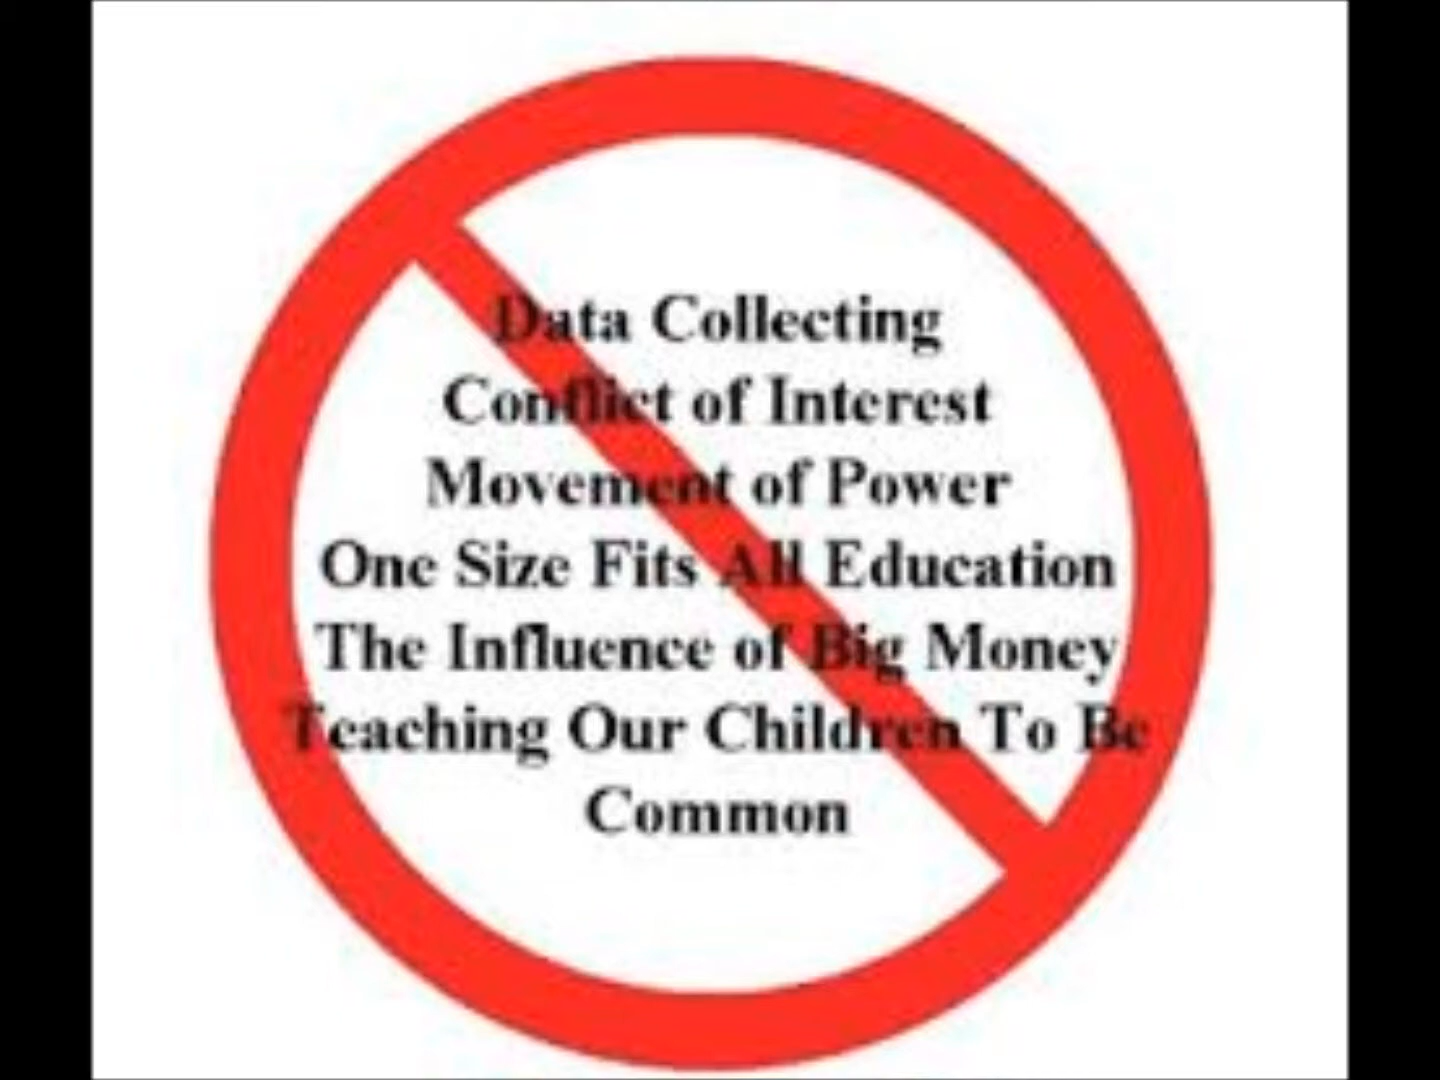 Data Collecting
Conflict of Interest
Movement of Power
One Size Fits All Education
The Influence of Big Money
Teaching Our Children To Be
Common